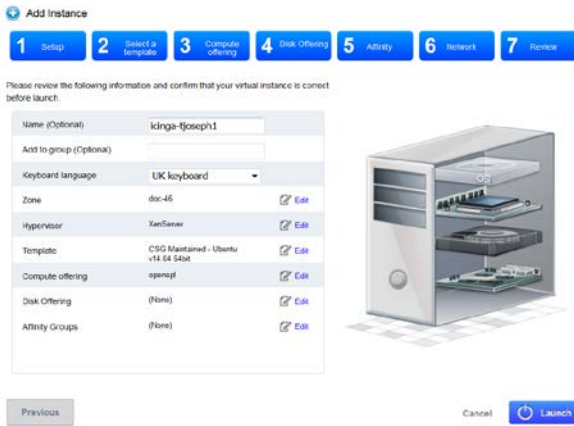 Add Instance
1 Setup
2 Select a
template
3 Compute
offering
4 Disk Offering
5 Affinity
6 Network
7 Review
Please review the following information and confirm that your virtual instance is correct
before launch.
Name (Optional) icinga-tjoseph1
Add to group (Optional)
Keyboard language UK keyboard
Zone doc-46 Edit
Hypervisor XenServer Edit
Template CSG Maintained - Ubuntu
v14.04 64bit Edit
Compute offering openspl Edit
Disk Offering (None) Edit
Affinity Groups (None) Edit
Previous
Cancel
Launch